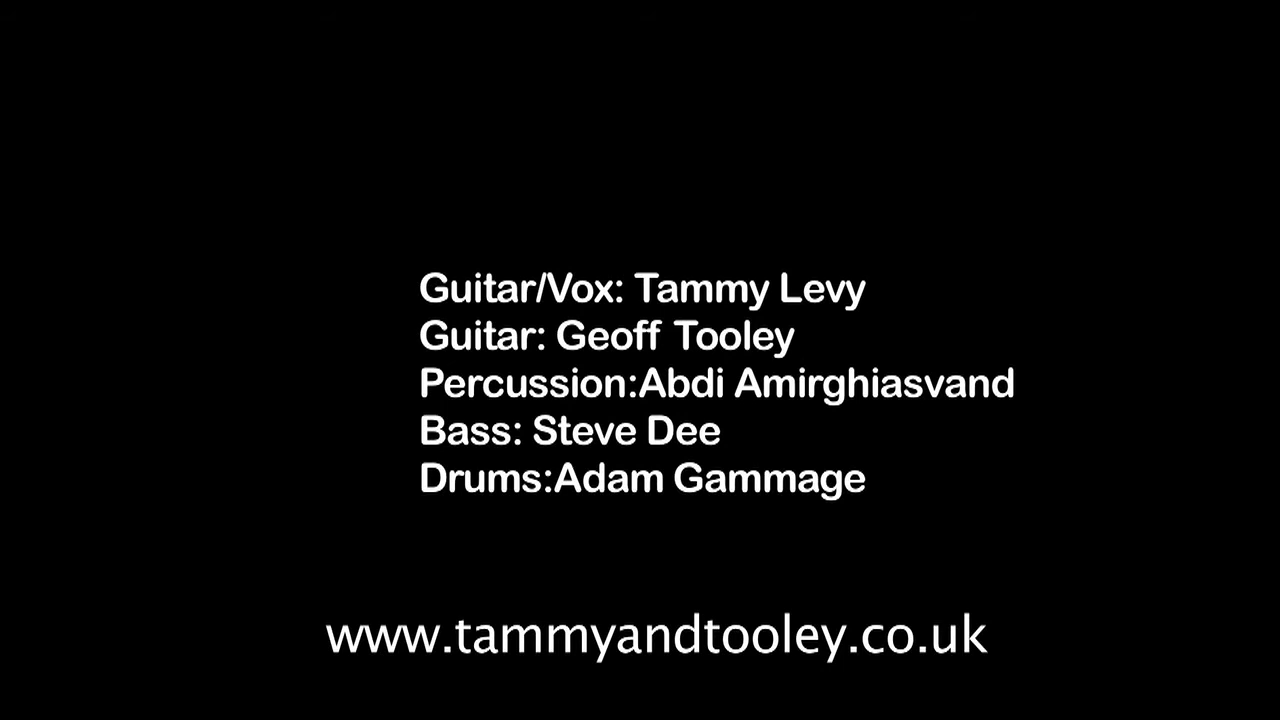 Guitar/Vox: Tammy Levy
Guitar: Geoff Tooley
Percussion:Abdi Amirghiasvand
Bass: Steve Dee
Drums:Adam Gammage
www.tammyandtooley.co.uk